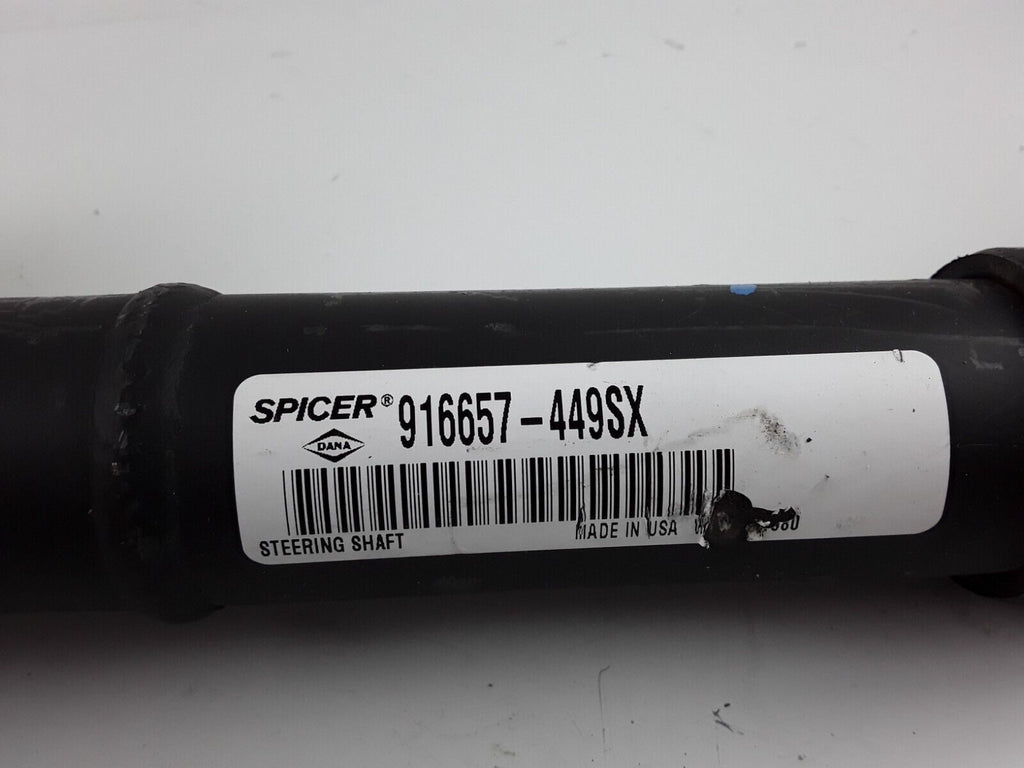 SPICER® 916657-449SX
DANA
STEERING SHAFT MADE IN USA